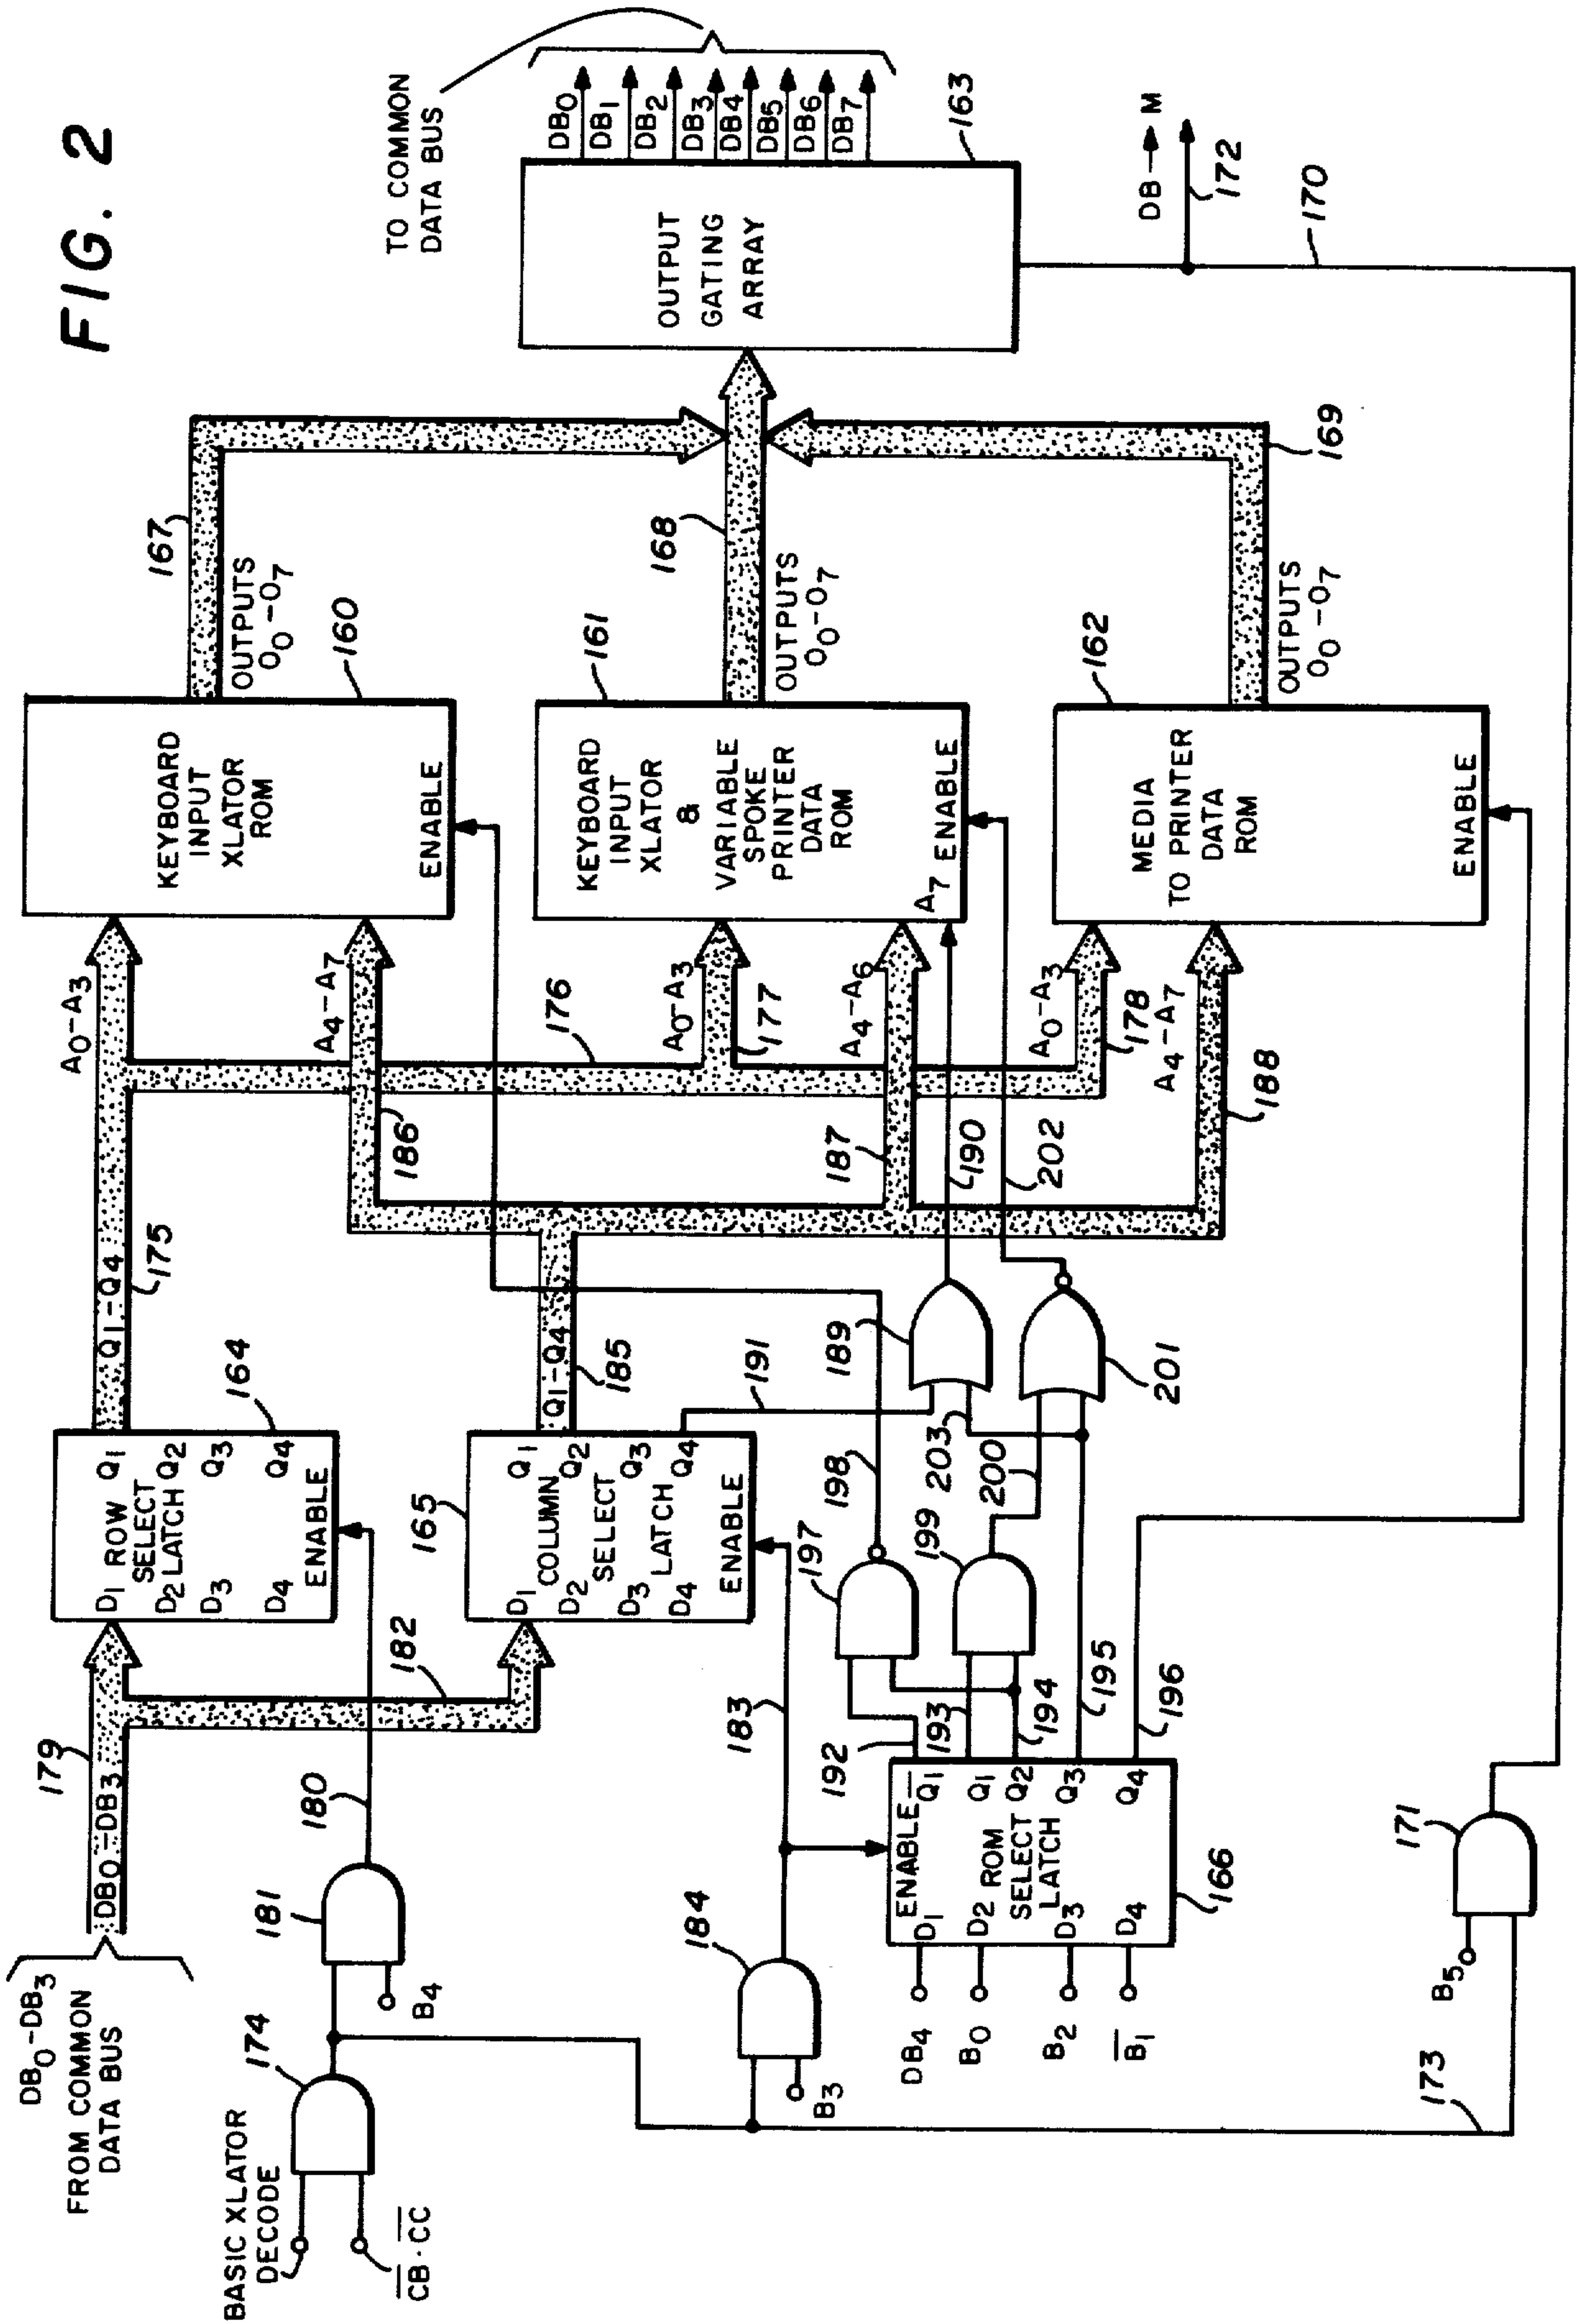 FIG. 2
DB0-DB3
FROM COMMON
DATA BUS
179
DB0-DB3
182
D1 ROW Q1
SELECT
D2 LATCH Q2
D3 Q3
D4 Q4
ENABLE
164
Q1-Q4
175
A0-A3
KEYBOARD
INPUT
XLATOR
ROM
ENABLE
160
167
OUTPUTS
O0-O7
A4-A7
186
176
BASIC XLATOR
DECODE
C̅B̅·C̅C̅
174
181
B4
180
165
D1 COLUMN Q1
D2 SELECT Q2
D3 LATCH Q3
D4 Q4
ENABLE
Q1-Q4
185
191
A0-A3
177
187
A4-A6
KEYBOARD
INPUT
XLATOR
&
VARIABLE
SPOKE
PRINTER
DATA
ROM
A7 ENABLE
161
168
OUTPUTS
O0-O7
OUTPUT
GATING
ARRAY
163
TO COMMON
DATA BUS
DB0
DB1
DB2
DB3
DB4
DB5
DB6
DB7
184
B3
183
197
198
189
190
199
203
200
201
202
192
193
194
195
196
ENABLE
D1 Q̅1
D2 ROM Q1
SELECT Q2
D3 LATCH Q3
D4 Q4
166
DB4
B0
B2
B̅1
A0-A3
178
A4-A7
188
MEDIA
TO PRINTER
DATA
ROM
ENABLE
162
OUTPUTS
O0-O7
169
DB→M
172
170
171
B5
173